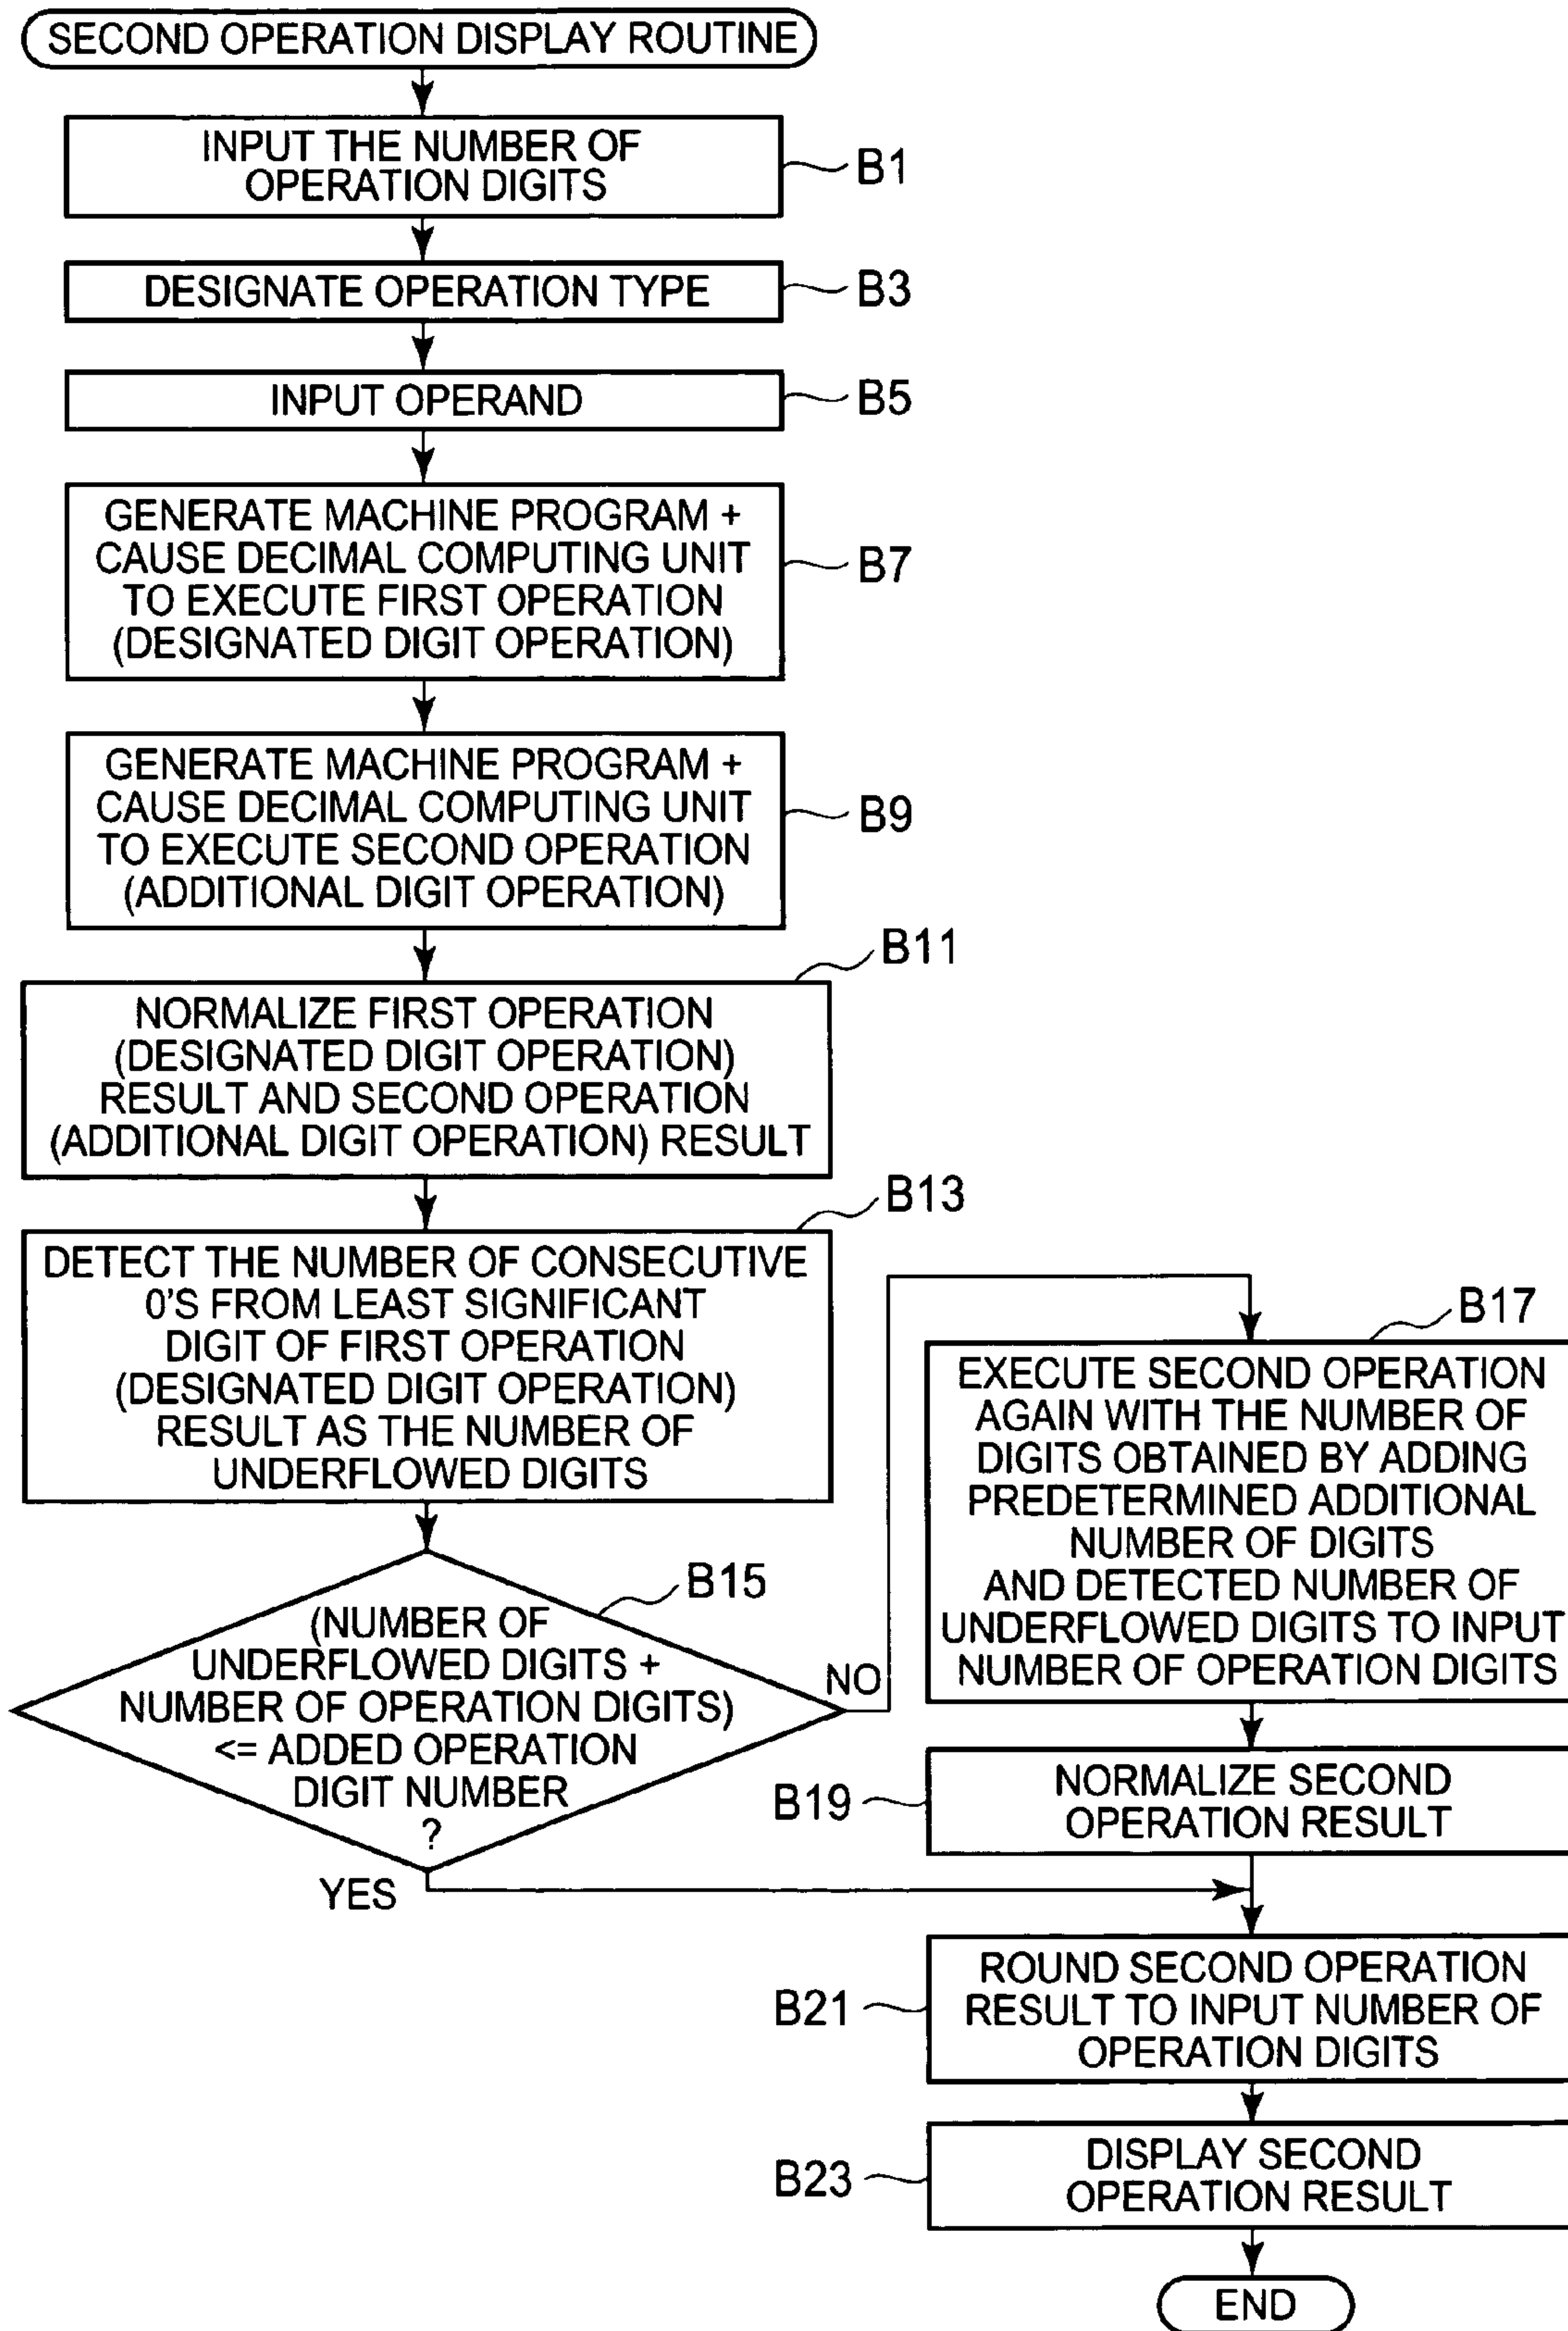 SECOND OPERATION DISPLAY ROUTINE
INPUT THE NUMBER OF
OPERATION DIGITS
B1
DESIGNATE OPERATION TYPE
B3
INPUT OPERAND
B5
GENERATE MACHINE PROGRAM +
CAUSE DECIMAL COMPUTING UNIT
TO EXECUTE FIRST OPERATION
(DESIGNATED DIGIT OPERATION)
B7
GENERATE MACHINE PROGRAM +
CAUSE DECIMAL COMPUTING UNIT
TO EXECUTE SECOND OPERATION
(ADDITIONAL DIGIT OPERATION)
B9
B11
NORMALIZE FIRST OPERATION
(DESIGNATED DIGIT OPERATION)
RESULT AND SECOND OPERATION
(ADDITIONAL DIGIT OPERATION) RESULT
B13
DETECT THE NUMBER OF CONSECUTIVE
0'S FROM LEAST SIGNIFICANT
DIGIT OF FIRST OPERATION
(DESIGNATED DIGIT OPERATION)
RESULT AS THE NUMBER OF
UNDERFLOWED DIGITS
B15
(NUMBER OF
UNDERFLOWED DIGITS +
NUMBER OF OPERATION DIGITS)
<= ADDED OPERATION
DIGIT NUMBER
?
NO
YES
B17
EXECUTE SECOND OPERATION
AGAIN WITH THE NUMBER OF
DIGITS OBTAINED BY ADDING
PREDETERMINED ADDITIONAL
NUMBER OF DIGITS
AND DETECTED NUMBER OF
UNDERFLOWED DIGITS TO INPUT
NUMBER OF OPERATION DIGITS
B19
NORMALIZE SECOND
OPERATION RESULT
B21
ROUND SECOND OPERATION
RESULT TO INPUT NUMBER OF
OPERATION DIGITS
B23
DISPLAY SECOND
OPERATION RESULT
END